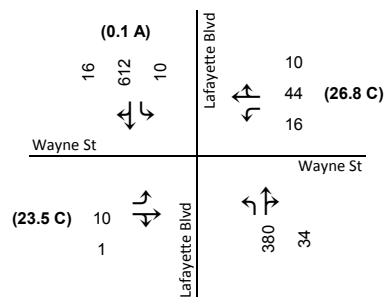 (0.1 A)
16 612 10
Lafayette Blvd
10
44 (26.8 C)
16
Wayne St
Wayne St
(23.5 C) 10
1
Lafayette Blvd
380 34